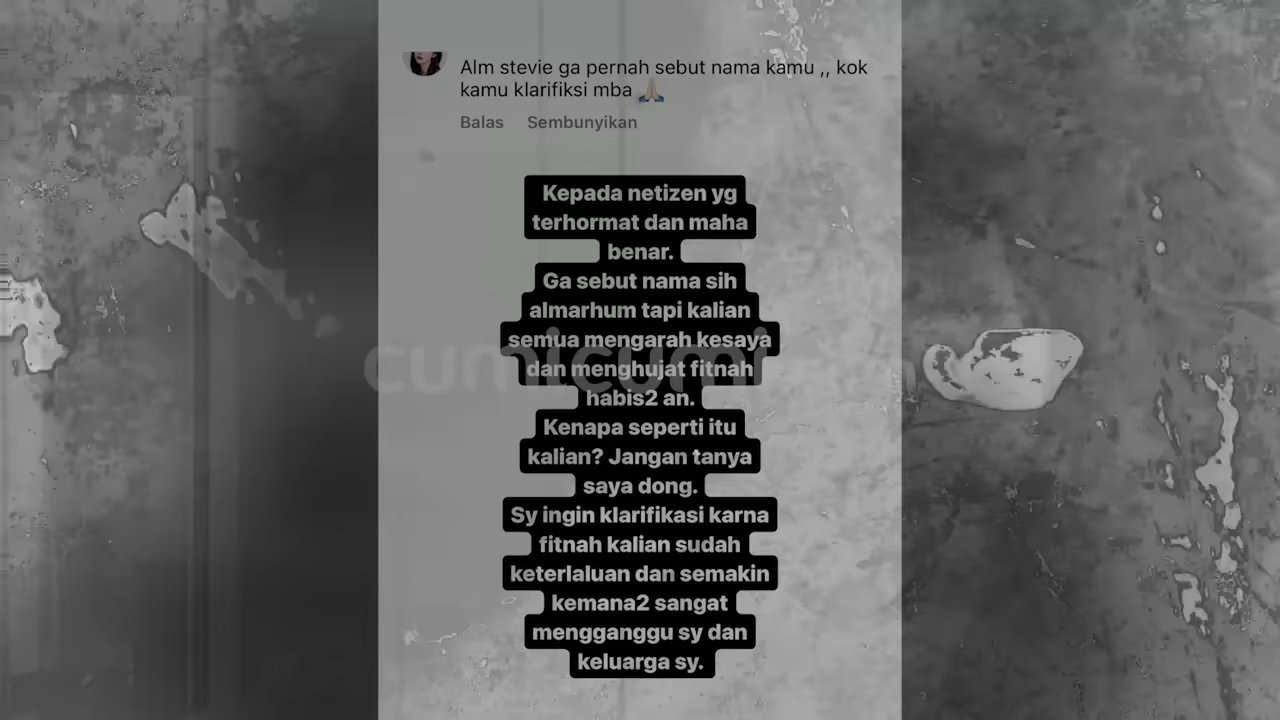 Alm stevie ga pernah sebut nama kamu ,, kok
kamu klarifiksi mba 🙏🏼
Balas Sembunyikan
Kepada netizen yg
terhormat dan maha
benar.
Ga sebut nama sih
almarhum tapi kalian
semua mengarah kesaya
dan menghujat fitnah
habis2 an.
Kenapa seperti itu
kalian? Jangan tanya
saya dong.
Sy ingin klarifikasi karna
fitnah kalian sudah
keterlaluan dan semakin
kemana2 sangat
mengganggu sy dan
keluarga sy.
cumicumi